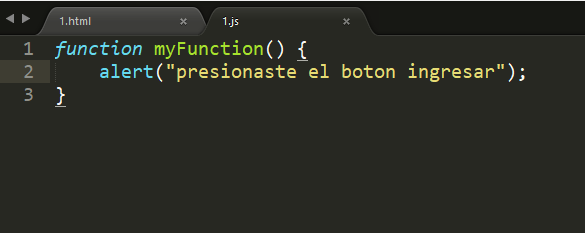 1.html × 1.js ×
1 function myFunction() {
2 alert("presionaste el boton ingresar");
3 }